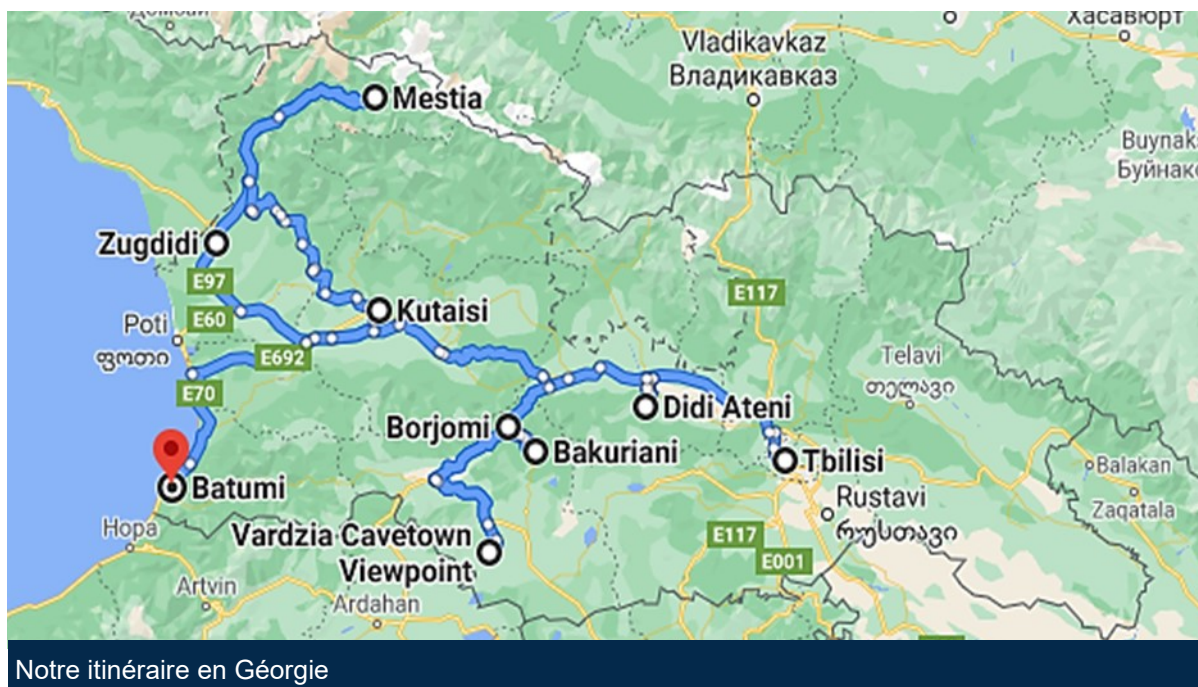 Домбай
Хасавюрт
Vladikavkaz
Владикавказ
Mestia
Buynak
Буйнак
Zugdidi
E97
E117
Kutaisi
E60
Poti
ფოთი
E692
Telavi
თელავი
E70
Didi Ateni
Borjomi
Bakuriani
Tbilisi
Balakan
Batumi
Rustavi
რუსთავი
Zaqatala
Hopa
Vardzia Cavetown
Viewpoint
E117
E001
Artvin
Ardahan
Notre itinéraire en Géorgie